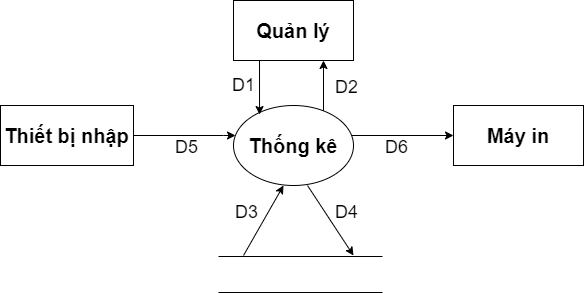 Quản lý
D1
D2
Thiết bị nhập
D5
Thống kê
D6
Máy in
D3
D4